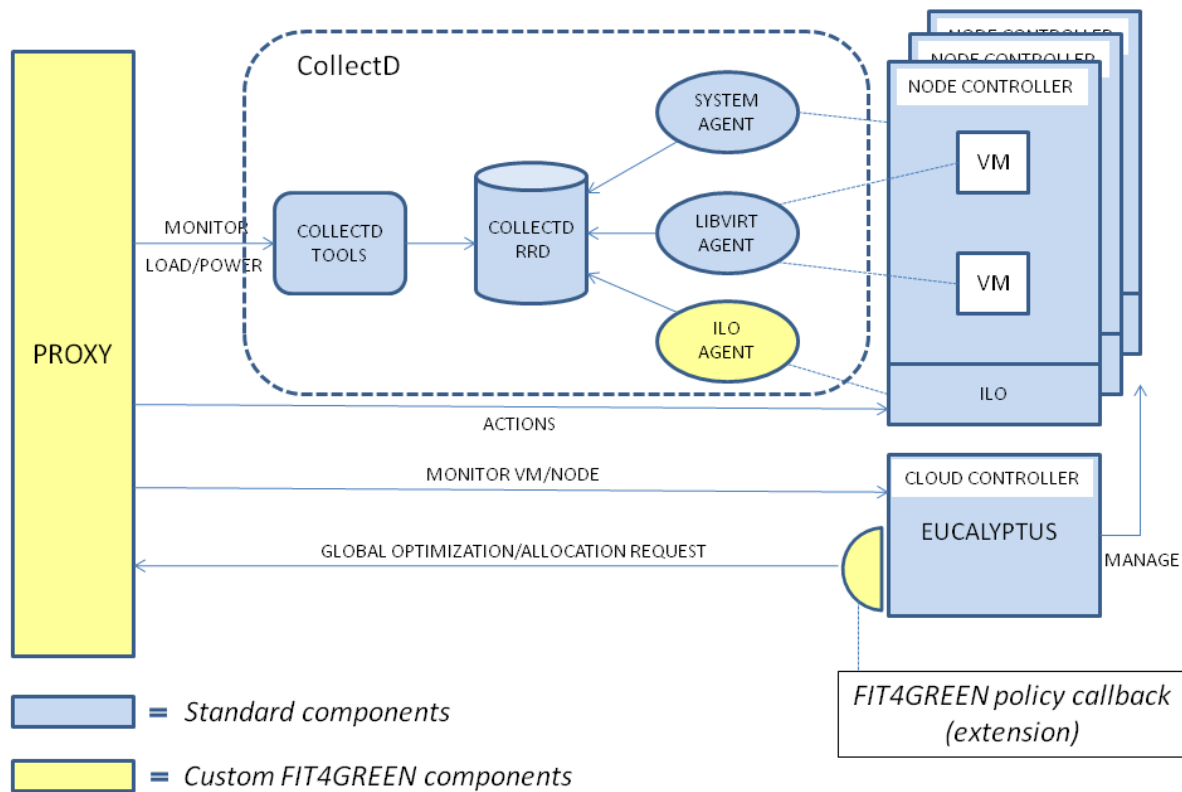 CollectD
NODE CONTROLLER
NODE CONTROLLER
NODE CONTROLLER
SYSTEM
AGENT
VM
MONITOR
LOAD/POWER
COLLECTD
TOOLS
COLLECTD
RRD
LIBVIRT
AGENT
VM
PROXY
ILO
AGENT
ILO
ACTIONS
MONITOR VM/NODE
CLOUD CONTROLLER
EUCALYPTUS
GLOBAL OPTIMIZATION/ALLOCATION REQUEST
MANAGE
FIT4GREEN policy callback
(extension)
= Standard components
= Custom FIT4GREEN components